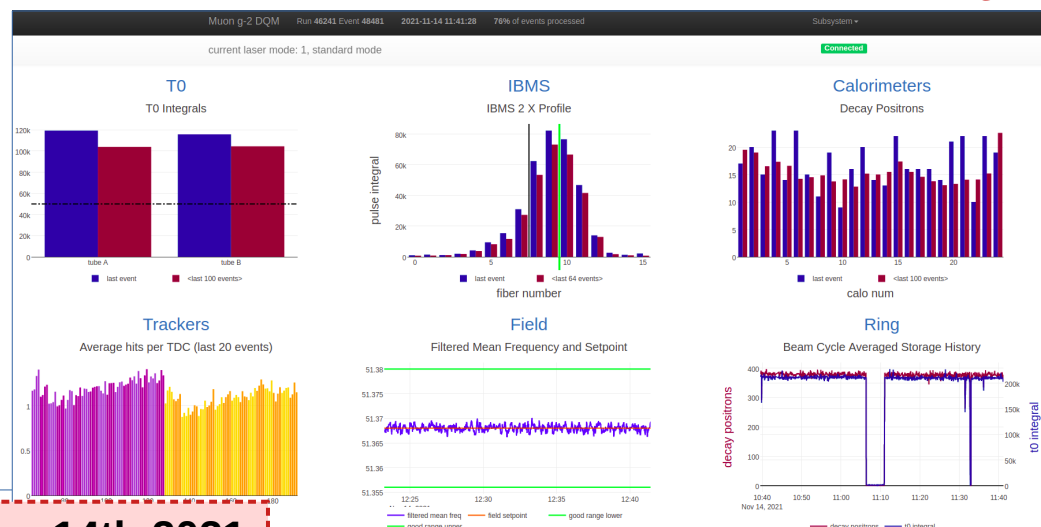 Muon g-2 DQM Run 46241 Event 48481 2021-11-14 11:41:28 76% of events processed Subsystem
current laser mode: 1, standard mode Connected
T0
T0 Integrals
120k
100k
80k
60k
40k
20k
0
tube A tube B
last event <last 100 events>
IBMS
IBMS 2 X Profile
pulse integral
80k
60k
40k
20k
0
0 5 10 15
last event <last 64 events>
fiber number
Calorimeters
Decay Positrons
20
15
10
5
0
5 10 15 20
last event <last 100 events>
calo num
Trackers
Average hits per TDC (last 20 events)
1
0.5
0
14th 2021
Field
Filtered Mean Frequency and Setpoint
51.38
51.375
51.37
51.365
51.36
51.355
12:25 12:30 12:35 12:40
filtered mean freq field setpoint good range lower
good range upper
Ring
Beam Cycle Averaged Storage History
decay positrons
400
300
200
100
0
200k
150k
100k
50k
0
t0 integral
10:40 10:50 11:00 11:10 11:20 11:30 11:40
Nov 14, 2021
decay positrons t0 integral